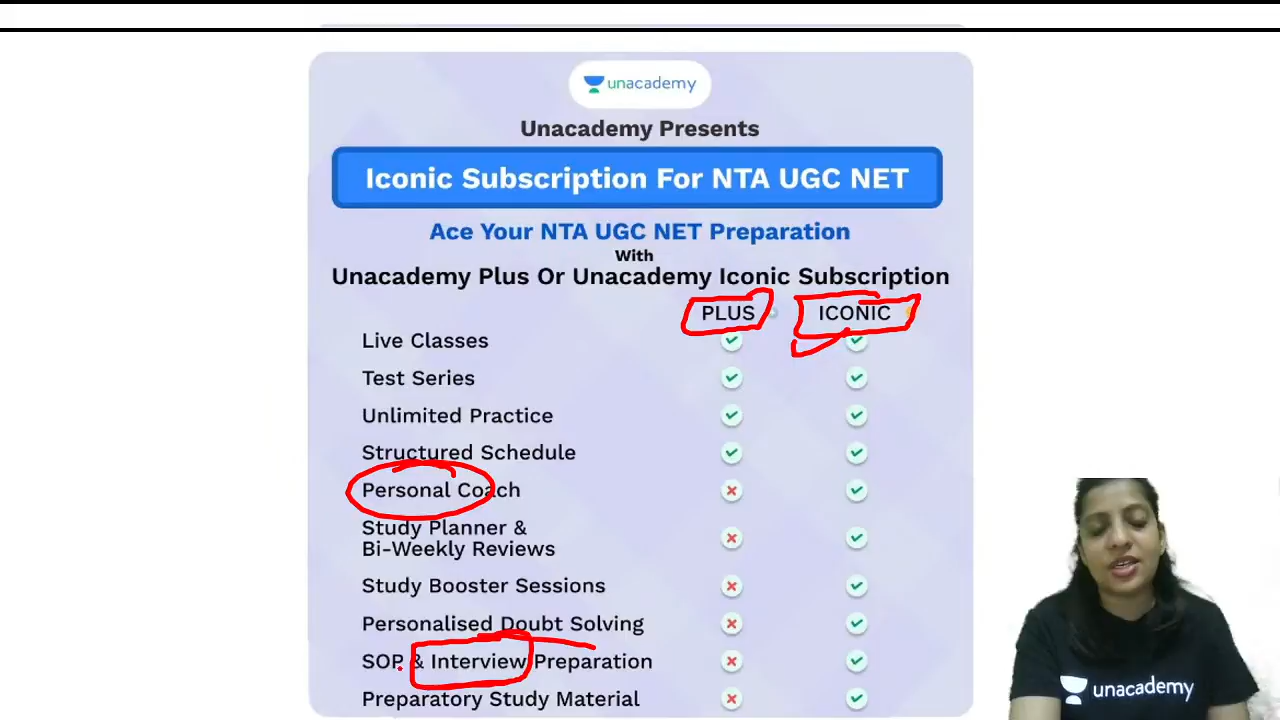 unacademy
Unacademy Presents
Iconic Subscription For NTA UGC NET
Ace Your NTA UGC NET Preparation
With
Unacademy Plus Or Unacademy Iconic Subscription
PLUS ICONIC
Live Classes
Test Series
Unlimited Practice
Structured Schedule
Personal Coach
Study Planner &
Bi-Weekly Reviews
Study Booster Sessions
Personalised Doubt Solving
SOP & Interview Preparation
Preparatory Study Material
unacademy